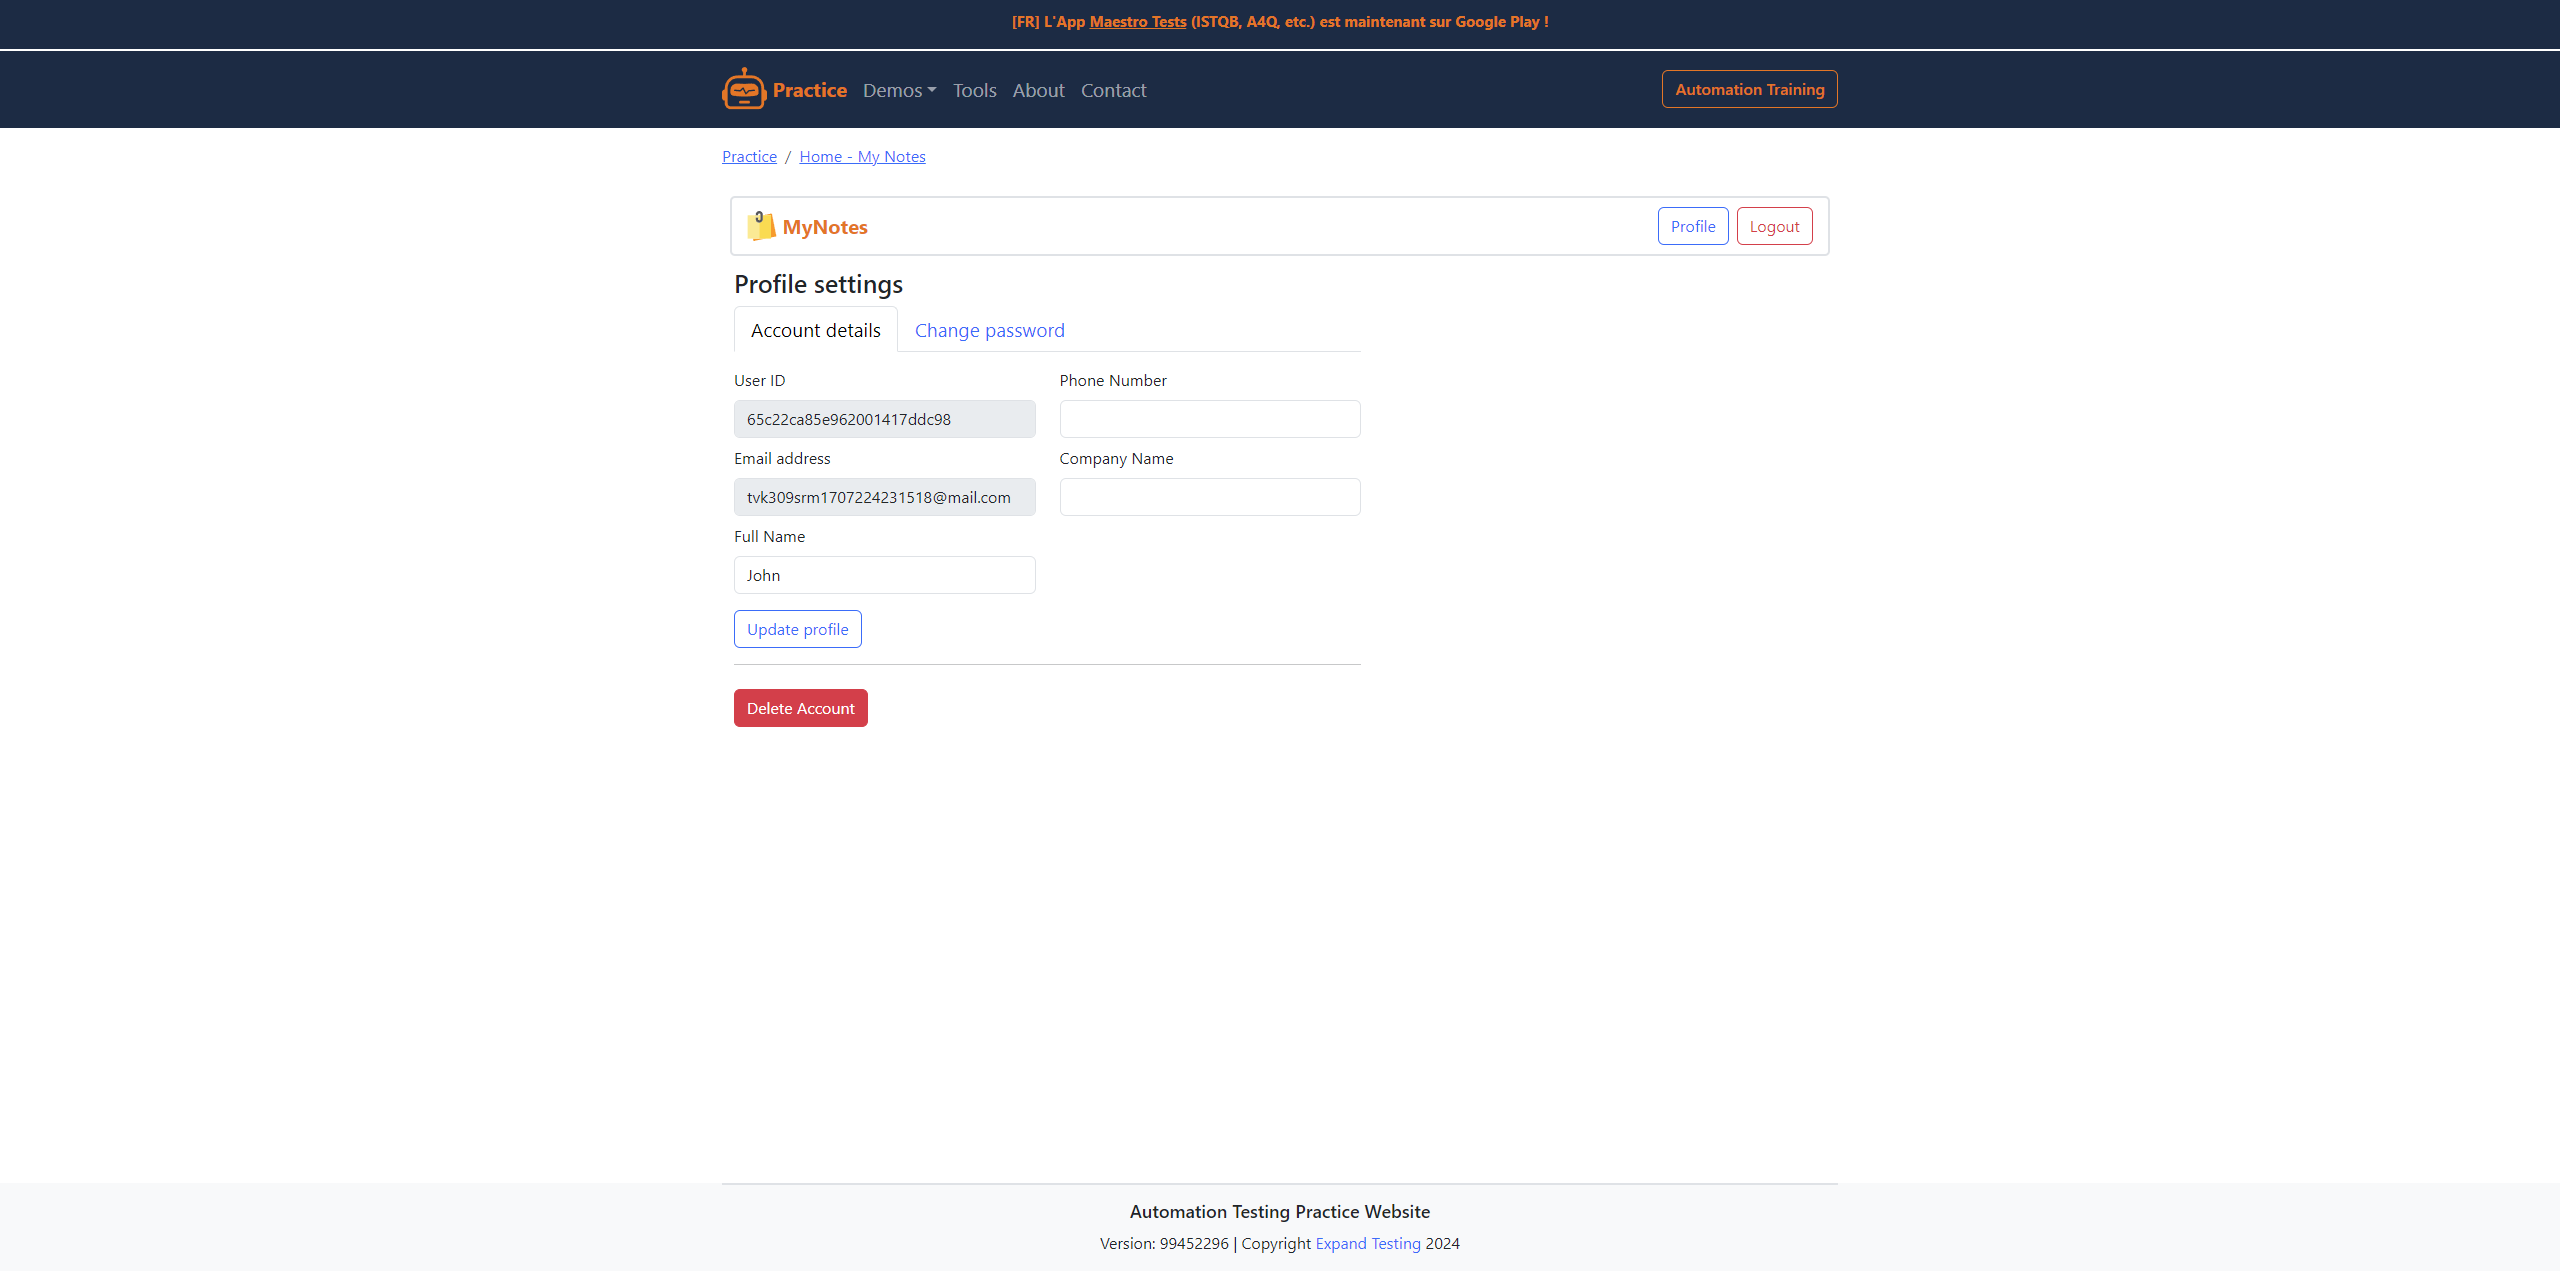 [FR] L'App Maestro Tests (ISTQB, A4Q, etc.) est maintenant sur Google Play !
Practice Demos Tools About Contact Automation Training
Practice / Home - My Notes
MyNotes Profile Logout
Profile settings
Account details Change password
User ID Phone Number
65c22ca85e962001417ddc98
Email address Company Name
tvk309srm1707224231518@mail.com
Full Name
John
Update profile
Delete Account
Automation Testing Practice Website
Version: 99452296 | Copyright Expand Testing 2024